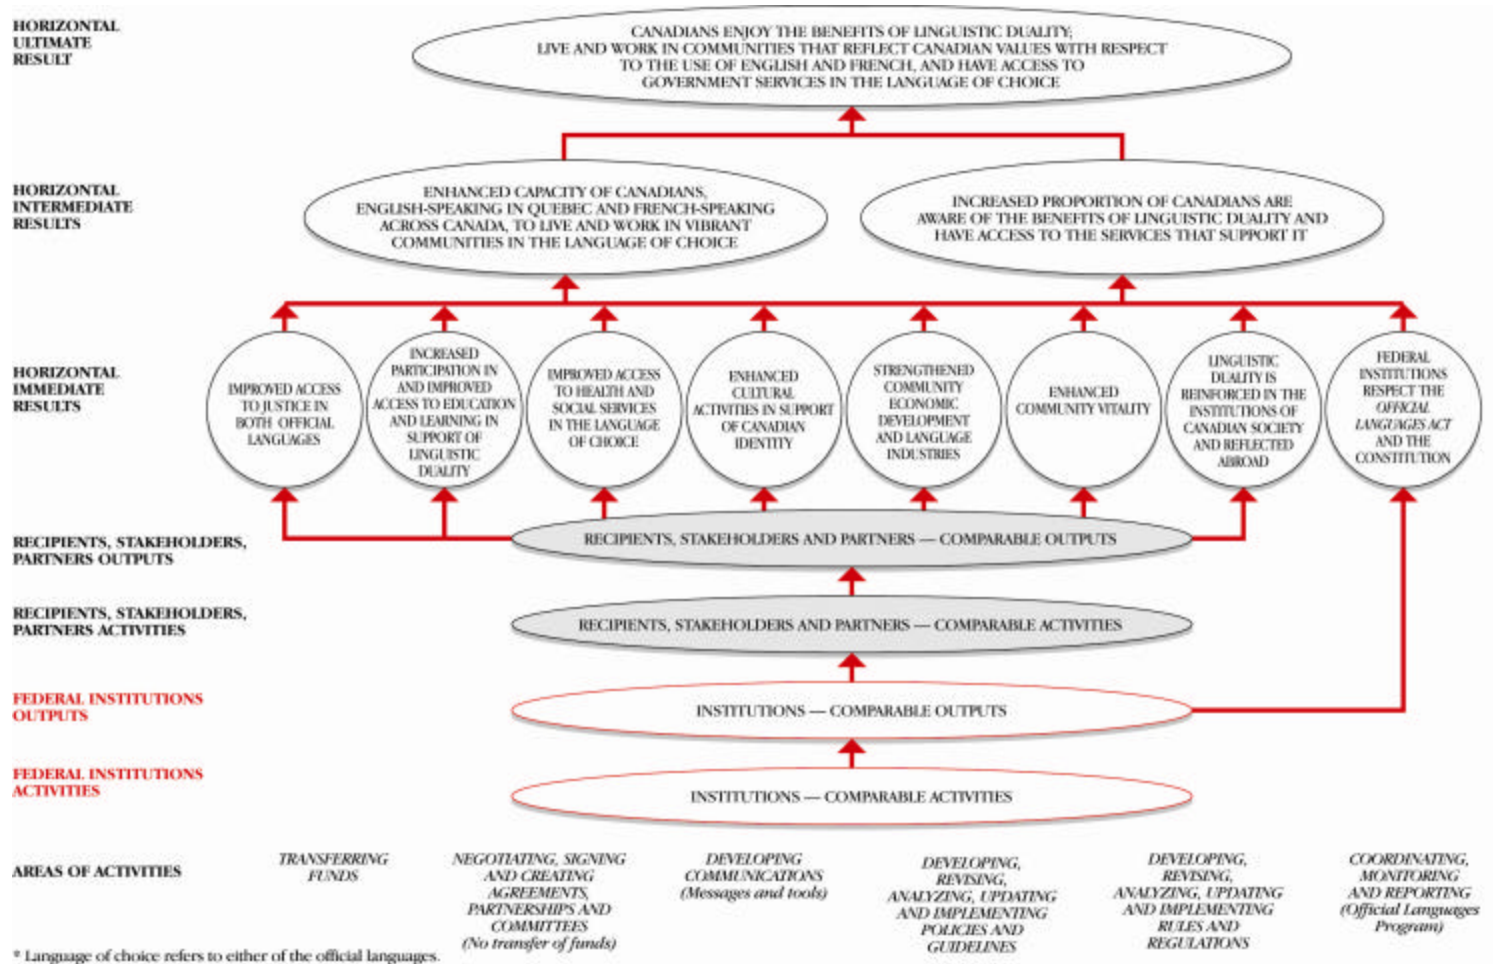 HORIZONTAL
ULTIMATE
RESULT
CANADIANS ENJOY THE BENEFITS OF LINGUISTIC DUALITY;
LIVE AND WORK IN COMMUNITIES THAT REFLECT CANADIAN VALUES WITH RESPECT
TO THE USE OF ENGLISH AND FRENCH, AND HAVE ACCESS TO
GOVERNMENT SERVICES IN THE LANGUAGE OF CHOICE
HORIZONTAL
INTERMEDIATE
RESULTS
ENHANCED CAPACITY OF CANADIANS,
ENGLISH-SPEAKING IN QUEBEC AND FRENCH-SPEAKING
ACROSS CANADA, TO LIVE AND WORK IN VIBRANT
COMMUNITIES IN THE LANGUAGE OF CHOICE
INCREASED PROPORTION OF CANADIANS ARE
AWARE OF THE BENEFITS OF LINGUISTIC DUALITY AND
HAVE ACCESS TO THE SERVICES THAT SUPPORT IT
HORIZONTAL
IMMEDIATE
RESULTS
IMPROVED ACCESS
TO JUSTICE IN
BOTH OFFICIAL
LANGUAGES
INCREASED
PARTICIPATION IN
AND IMPROVED
ACCESS TO EDUCATION
AND LEARNING IN
SUPPORT OF
LINGUISTIC
DUALITY
IMPROVED ACCESS
TO HEALTH AND
SOCIAL SERVICES
IN THE LANGUAGE
OF CHOICE
ENHANCED
CULTURAL
ACTIVITIES IN SUPPORT
OF CANADIAN
IDENTITY
STRENGTHENED
COMMUNITY
ECONOMIC
DEVELOPMENT
AND LANGUAGE
INDUSTRIES
ENHANCED
COMMUNITY VITALITY
LINGUISTIC
DUALITY IS
REINFORCED IN THE
INSTITUTIONS OF
CANADIAN SOCIETY
AND REFLECTED
ABROAD
FEDERAL
INSTITUTIONS
RESPECT THE
OFFICIAL
LANGUAGES ACT
AND THE
CONSTITUTION
RECIPIENTS, STAKEHOLDERS,
PARTNERS OUTPUTS
RECIPIENTS, STAKEHOLDERS AND PARTNERS — COMPARABLE OUTPUTS
RECIPIENTS, STAKEHOLDERS,
PARTNERS ACTIVITIES
RECIPIENTS, STAKEHOLDERS AND PARTNERS — COMPARABLE ACTIVITIES
FEDERAL INSTITUTIONS
OUTPUTS
INSTITUTIONS — COMPARABLE OUTPUTS
FEDERAL INSTITUTIONS
ACTIVITIES
INSTITUTIONS — COMPARABLE ACTIVITIES
AREAS OF ACTIVITIES
TRANSFERRING
FUNDS
NEGOTIATING, SIGNING
AND CREATING
AGREEMENTS,
PARTNERSHIPS AND
COMMITTEES
(No transfer of funds)
DEVELOPING
COMMUNICATIONS
(Messages and tools)
DEVELOPING,
REVISING,
ANALYZING, UPDATING
AND IMPLEMENTING
POLICIES AND
GUIDELINES
DEVELOPING,
REVISING,
ANALYZING, UPDATING
AND IMPLEMENTING
RULES AND
REGULATIONS
COORDINATING,
MONITORING
AND REPORTING
(Official Languages
Program)
* Language of choice refers to either of the official languages.